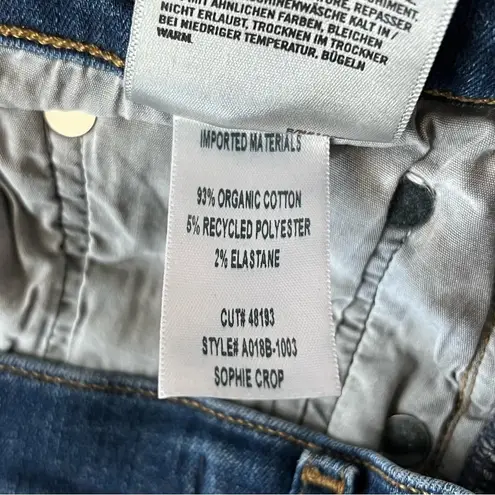 NICHT ERLAUBT, TROCKNEN IM TROCKNER
BEI NIEDRIGER TEMPERATUR, BÜGELN
WARM.
IMPORTED MATERIALS
93% ORGANIC COTTON
5% RECYCLED POLYESTER
2% ELASTANE
CUT# 48193
STYLE# A018B-1003
SOPHIE CROP